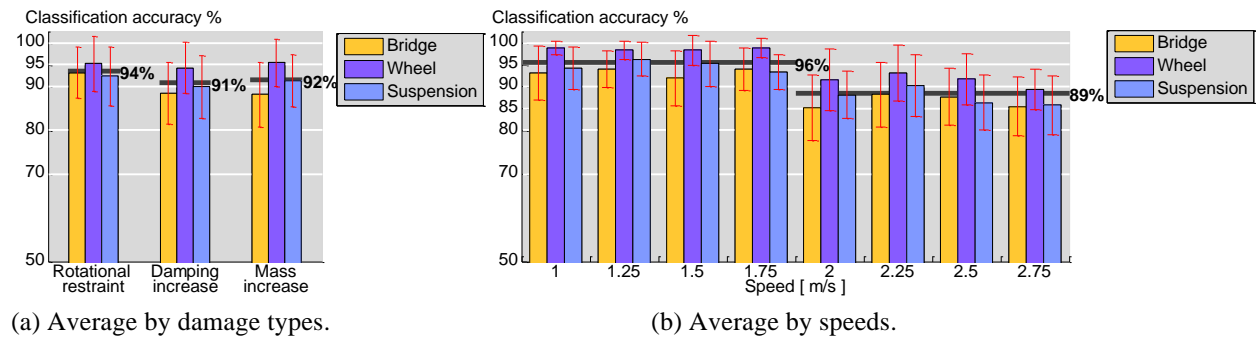 Classification accuracy %
100
95
90
80
70
50
94%
91%
92%
Rotational
restraint
Damping
increase
Mass
increase
Bridge
Wheel
Suspension
(a) Average by damage types.
Classification accuracy %
100
95
90
85
80
70
50
96%
89%
1
1.25
1.5
1.75
2
2.25
2.5
2.75
Speed [ m/s ]
Bridge
Wheel
Suspension
(b) Average by speeds.